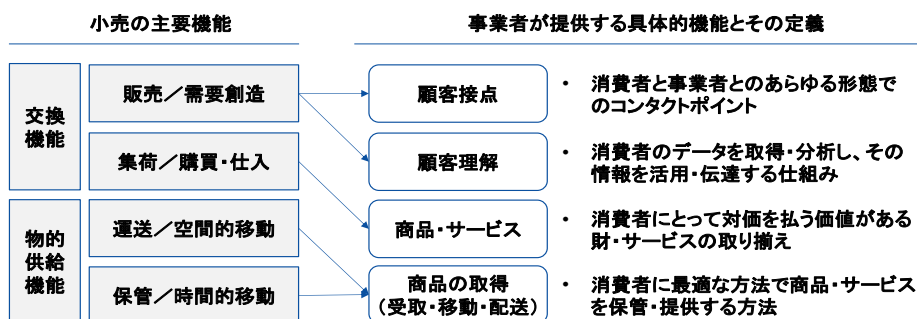 小売の主要機能
事業者が提供する具体的機能とその定義
交換
機能
販売／需要創造
集荷／購買・仕入
物的
供給
機能
運送／空間的移動
保管／時間的移動
顧客接点
・ 消費者と事業者とのあらゆる形態で
のコンタクトポイント
顧客理解
・ 消費者のデータを取得・分析し、その
情報を活用・伝達する仕組み
商品・サービス
・ 消費者にとって対価を払う価値がある
財・サービスの取り揃え
商品の取得
（受取・移動・配送）
・ 消費者に最適な方法で商品・サービス
を保管・提供する方法